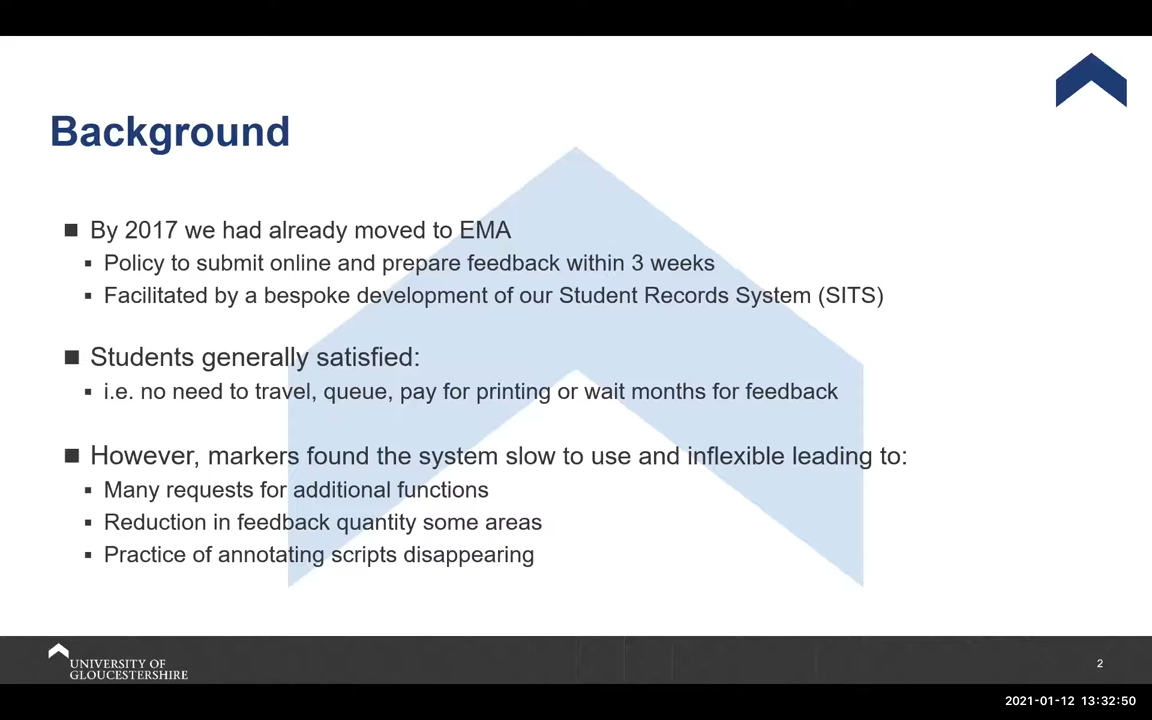 Background
■ By 2017 we had already moved to EMA
▪ Policy to submit online and prepare feedback within 3 weeks
▪ Facilitated by a bespoke development of our Student Records System (SITS)
■ Students generally satisfied:
▪ i.e. no need to travel, queue, pay for printing or wait months for feedback
■ However, markers found the system slow to use and inflexible leading to:
▪ Many requests for additional functions
▪ Reduction in feedback quantity some areas
▪ Practice of annotating scripts disappearing
UNIVERSITY OF
GLOUCESTERSHIRE
2
2021-01-12 13:32:50